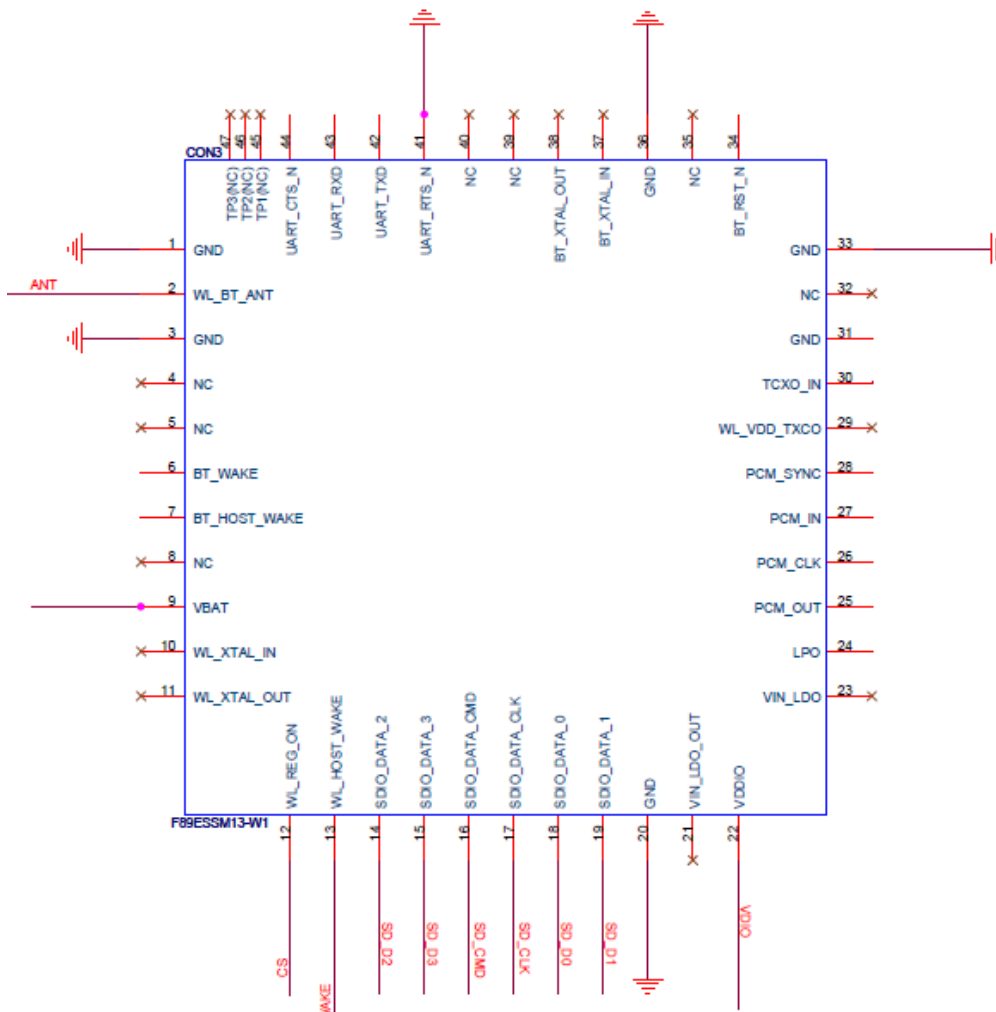 47 46 45 44 43 42 41 40 39 38 37 36 35 34
CON3
TP3(NC) TP2(NC) TP1(NC) UART_CTS_N UART_RXD UART_TXD UART_RTS_N NC NC BT_XTAL_OUT BT_XTAL_IN GND NC BT_RST_N
1 GND
GND 33
ANT
2 WL_BT_ANT
NC 32
3 GND
GND 31
4 NC
TCXO_IN 30
5 NC
WL_VDD_TXCO 29
6 BT_WAKE
PCM_SYNC 28
7 BT_HOST_WAKE
PCM_IN 27
8 NC
PCM_CLK 26
9 VBAT
PCM_OUT 25
10 WL_XTAL_IN
LPO 24
11 WL_XTAL_OUT
VIN_LDO 23
WL_REG_ON WL_HOST_WAKE SDIO_DATA_2 SDIO_DATA_3 SDIO_DATA_CMD SDIO_DATA_CLK SDIO_DATA_0 SDIO_DATA_1 GND VIN_LDO_OUT VDDIO
F89ESSM13-W1
12 13 14 15 16 17 18 19 20 21 22
SD_D2 SD_D3 SD_CMD SD_CLK SD_D0 SD_D1 VDIO